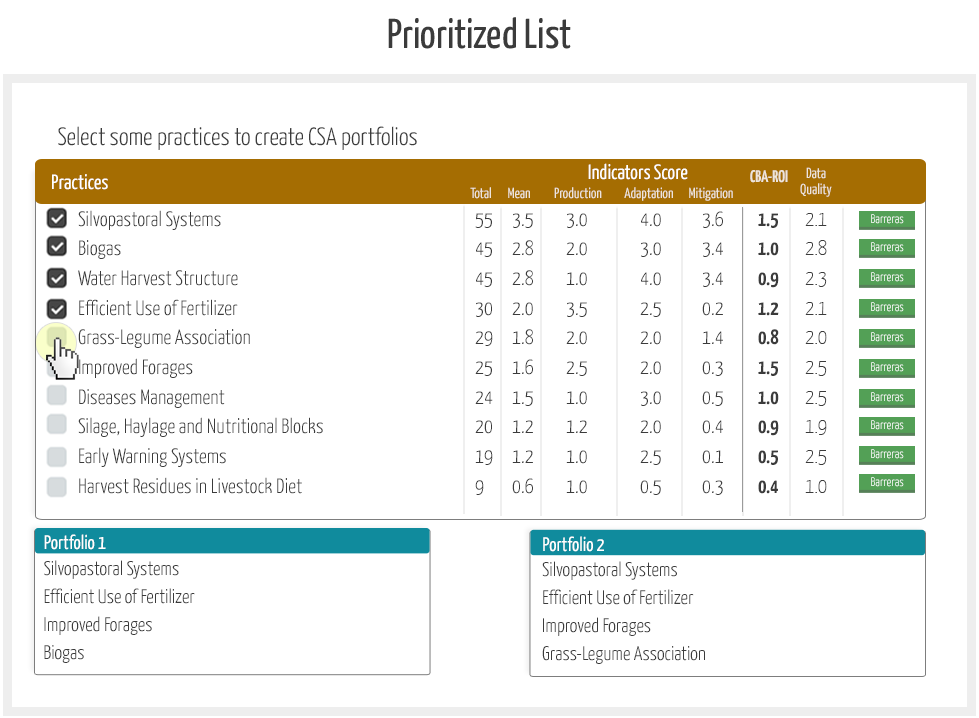 Prioritized List
Select some practices to create CSA portfolios
Practices
Indicators Score
Total Mean Production Adaptation Mitigation CBA-ROI Data Quality
Silvopastoral Systems 55 3.5 3.0 4.0 3.6 1.5 2.1 Barreras
Biogas 45 2.8 2.0 3.0 3.4 1.0 2.8 Barreras
Water Harvest Structure 45 2.8 1.0 4.0 3.4 0.9 2.3 Barreras
Efficient Use of Fertilizer 30 2.0 3.5 2.5 0.2 1.2 2.1 Barreras
Grass-Legume Association 29 1.8 2.0 2.0 1.4 0.8 2.0 Barreras
Improved Forages 25 1.6 2.5 2.0 0.3 1.5 2.5 Barreras
Diseases Management 24 1.5 1.0 3.0 0.5 1.0 2.5 Barreras
Silage, Haylage and Nutritional Blocks 20 1.2 1.2 2.0 0.4 0.9 1.9 Barreras
Early Warning Systems 19 1.2 1.0 2.5 0.1 0.5 2.5 Barreras
Harvest Residues in Livestock Diet 9 0.6 1.0 0.5 0.3 0.4 1.0 Barreras
Portfolio 1
Silvopastoral Systems
Efficient Use of Fertilizer
Improved Forages
Biogas
Portfolio 2
Silvopastoral Systems
Efficient Use of Fertilizer
Improved Forages
Grass-Legume Association